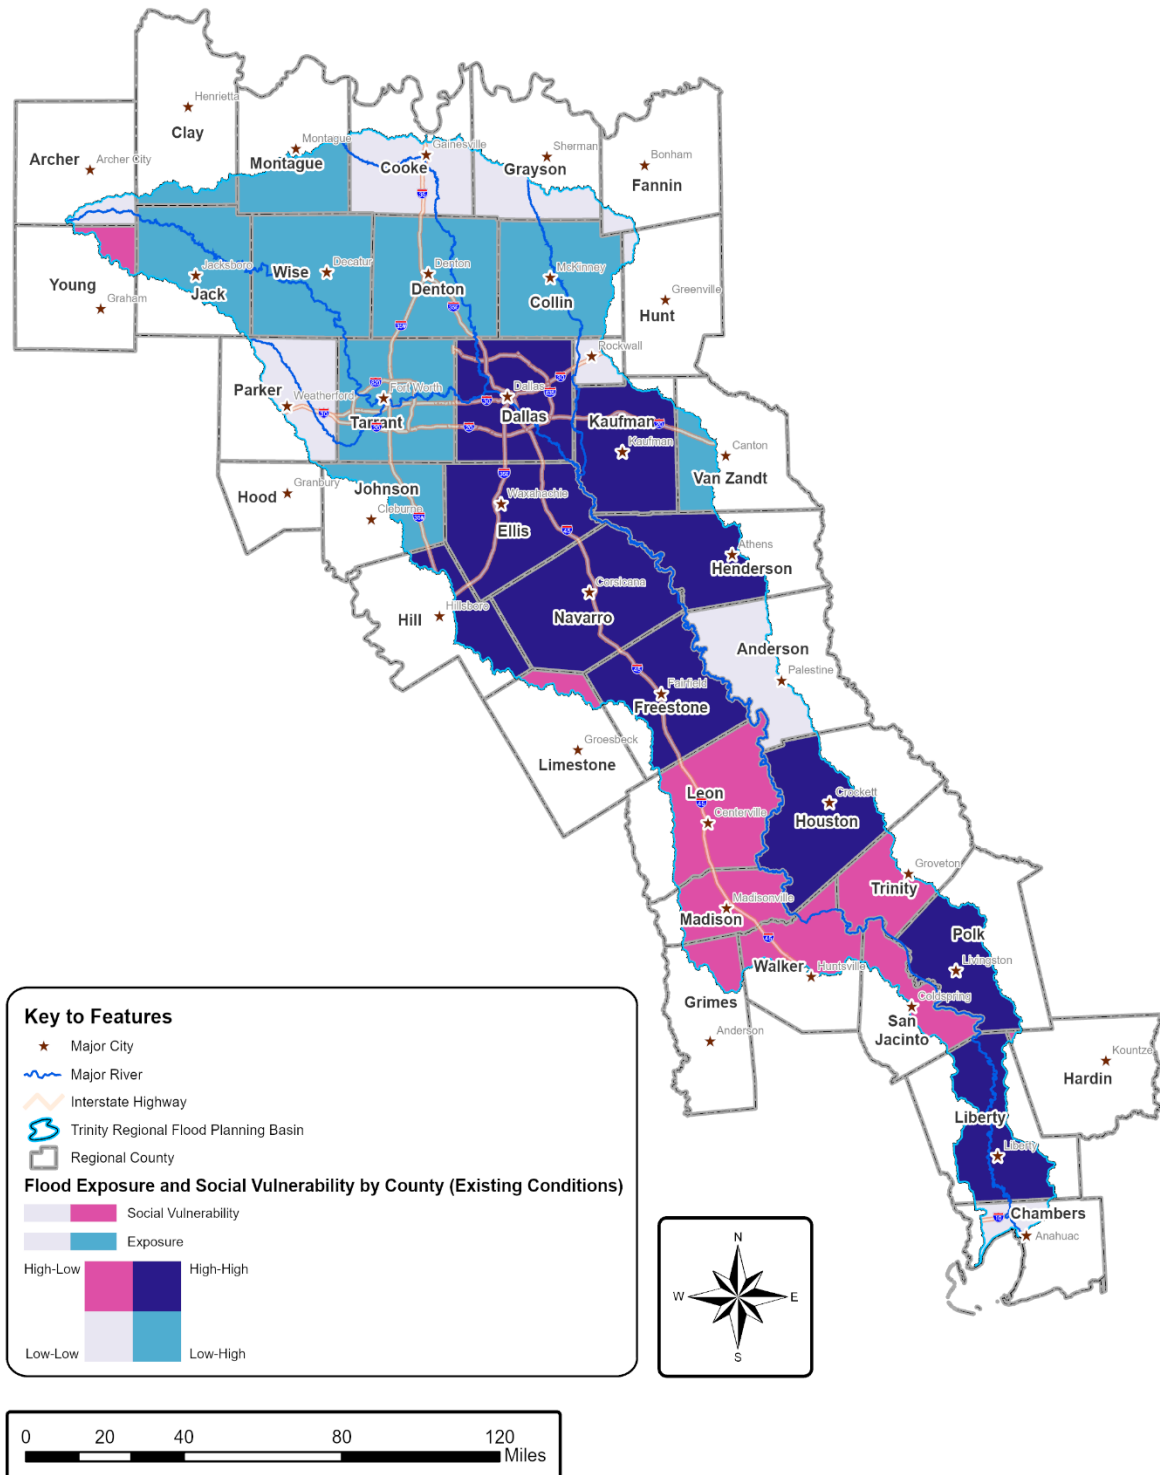 Henrietta
Clay
Archer
Archer City
Montague
Montague
Gainesville
Cooke
Sherman
Grayson
Bonham
Fannin
Young
Graham
Jacksboro
Jack
Wise
Decatur
Denton
Denton
McKinney
Collin
Greenville
Hunt
Rockwall
Parker
Weatherford
Fort Worth
Tarrant
Dallas
Dallas
Kaufman
Kaufman
Canton
Van Zandt
Hood
Granbury
Johnson
Cleburne
Waxahachie
Ellis
Athens
Henderson
Hill
Hillsboro
Corsicana
Navarro
Anderson
Palestine
Fairfield
Freestone
Groesbeck
Limestone
Leon
Centerville
Crockett
Houston
Groveton
Trinity
Madisonville
Madison
Polk
Livingston
Walker
Huntsville
Grimes
Anderson
Coldspring
San
Jacinto
Kountze
Hardin
Liberty
Liberty
Chambers
Anahuac
Key to Features
Major City
Major River
Interstate Highway
Trinity Regional Flood Planning Basin
Regional County
Flood Exposure and Social Vulnerability by County (Existing Conditions)
Social Vulnerability
Exposure
High-Low
High-High
Low-Low
Low-High
N
W
E
S
0 20 40 80 120
Miles